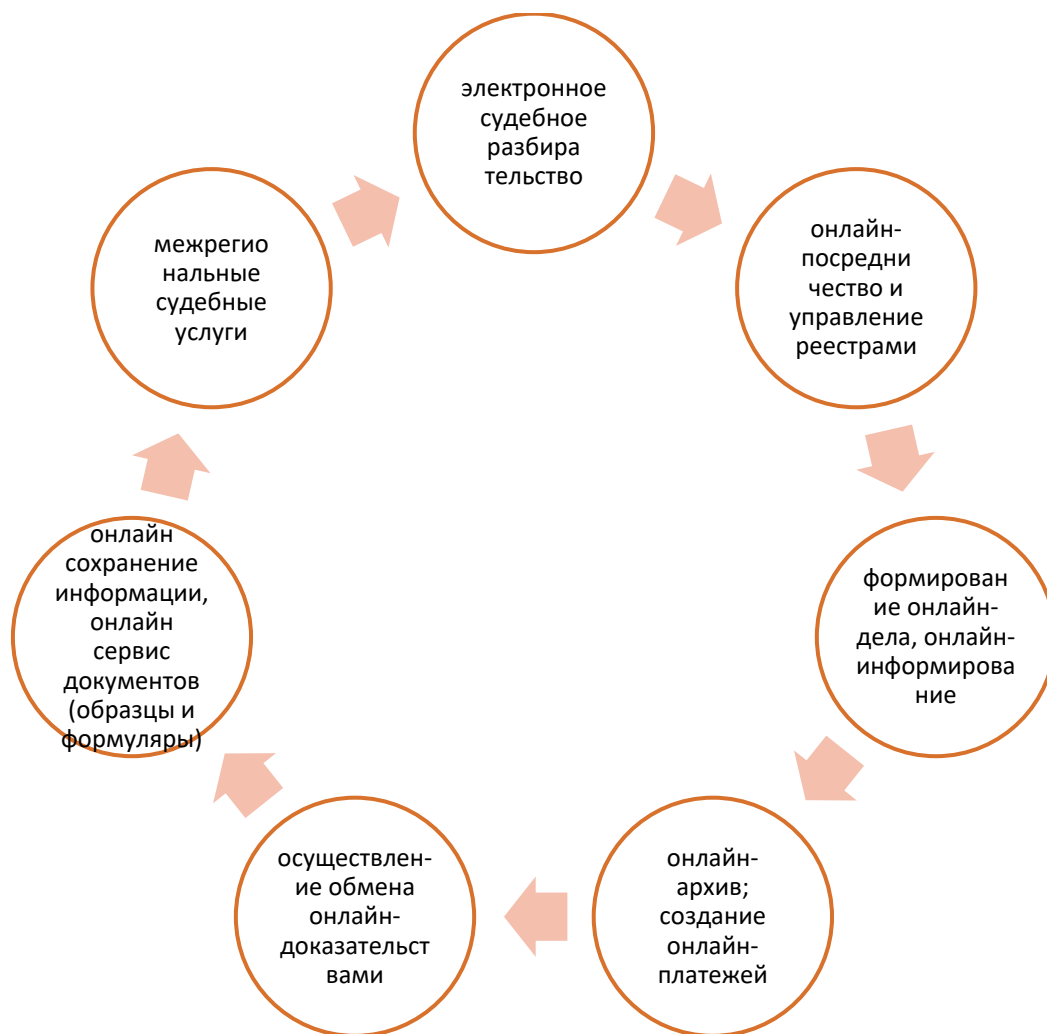 электронное
судебное
разбира
тельство
онлайн-
посредни
чество и
управление
реестрами
формирован
ие онлайн-
дела, онлайн-
информирова
ние
онлайн-
архив;
создание
онлайн-
платежей
осуществлен-
ие обмена
онлайн-
доказательст
вами
онлайн
сохранение
информации,
онлайн
сервис
документов
(образцы и
формуляры)
межрегио
нальные
судебные
услуги